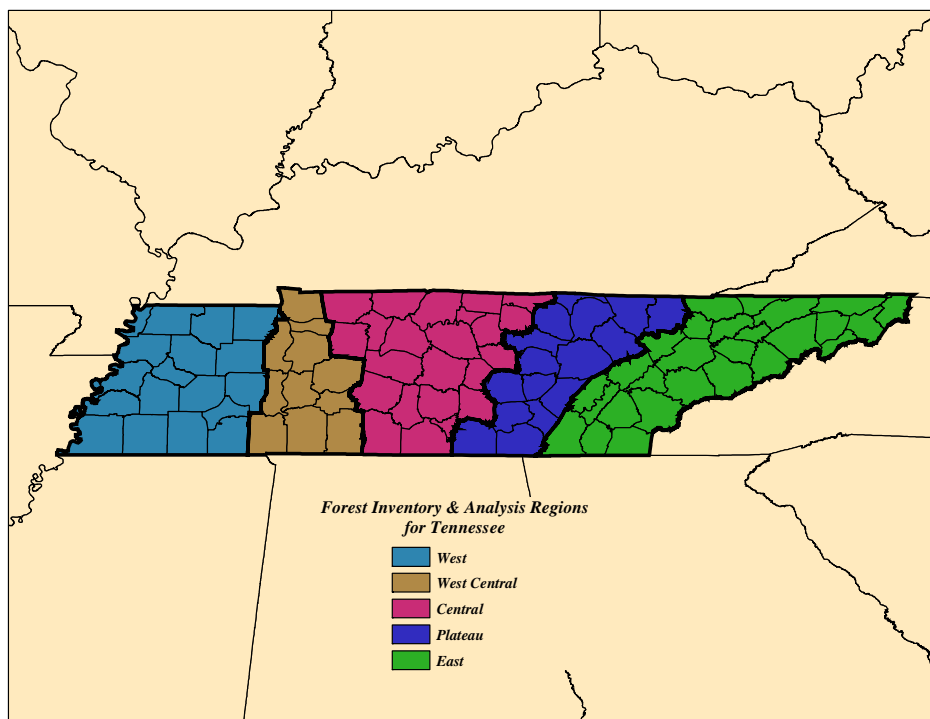 Forest Inventory & Analysis Regions
for Tennessee
West
West Central
Central
Plateau
East